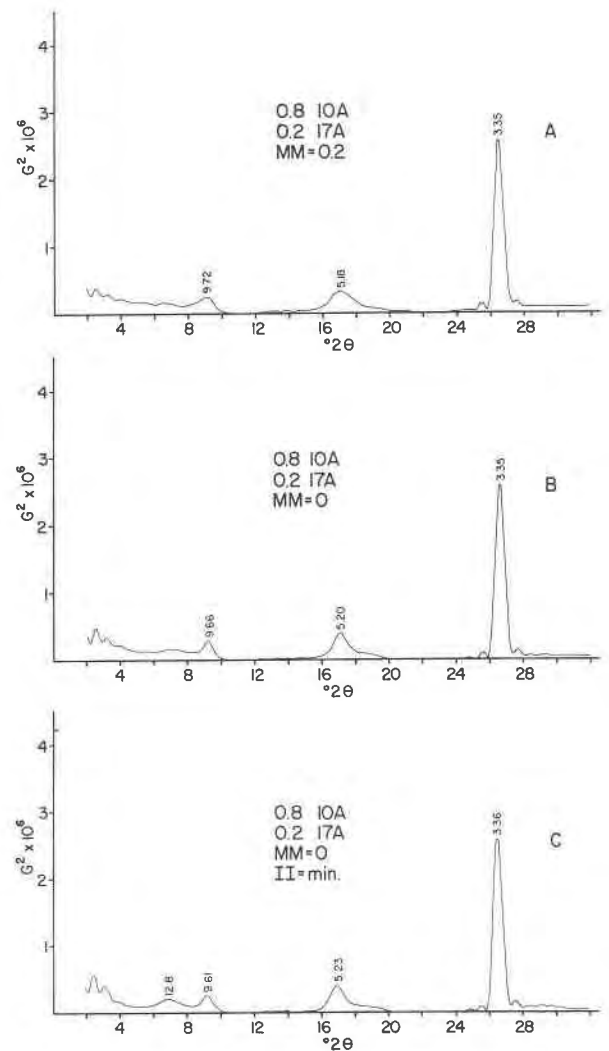 4
3
2
1
G² x10⁶
0.8 10A
0.2 17A
MM=0.2
A
9.72
5.18
3.35
4 8 12 16 20 24 28
°2θ
4
3
2
1
G² x10⁶
0.8 10A
0.2 17A
MM=0
B
9.66
5.20
3.35
4 8 12 16 20 24 28
°2θ
4
3
2
1
G² x10⁶
0.8 10A
0.2 17A
MM=0
II=min.
C
12.8
9.61
5.23
3.36
4 8 12 16 20 24 28
°2θ